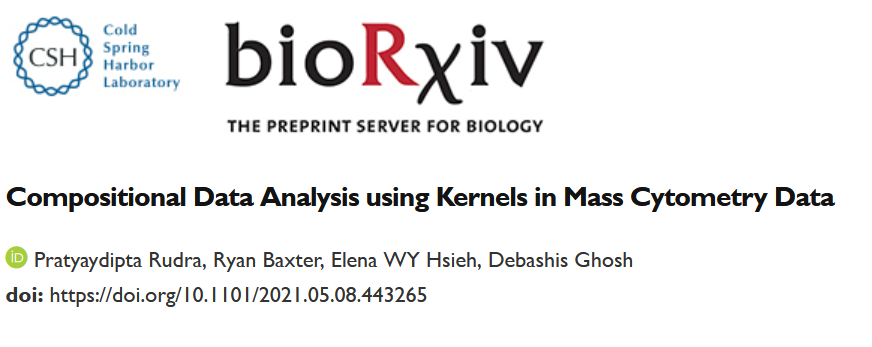 CSH
Cold
Spring
Harbor
Laboratory
bioRχiv
THE PREPRINT SERVER FOR BIOLOGY
Compositional Data Analysis using Kernels in Mass Cytometry Data
iD Pratyaydipta Rudra, Ryan Baxter, Elena WY Hsieh, Debashis Ghosh
doi: https://doi.org/10.1101/2021.05.08.443265